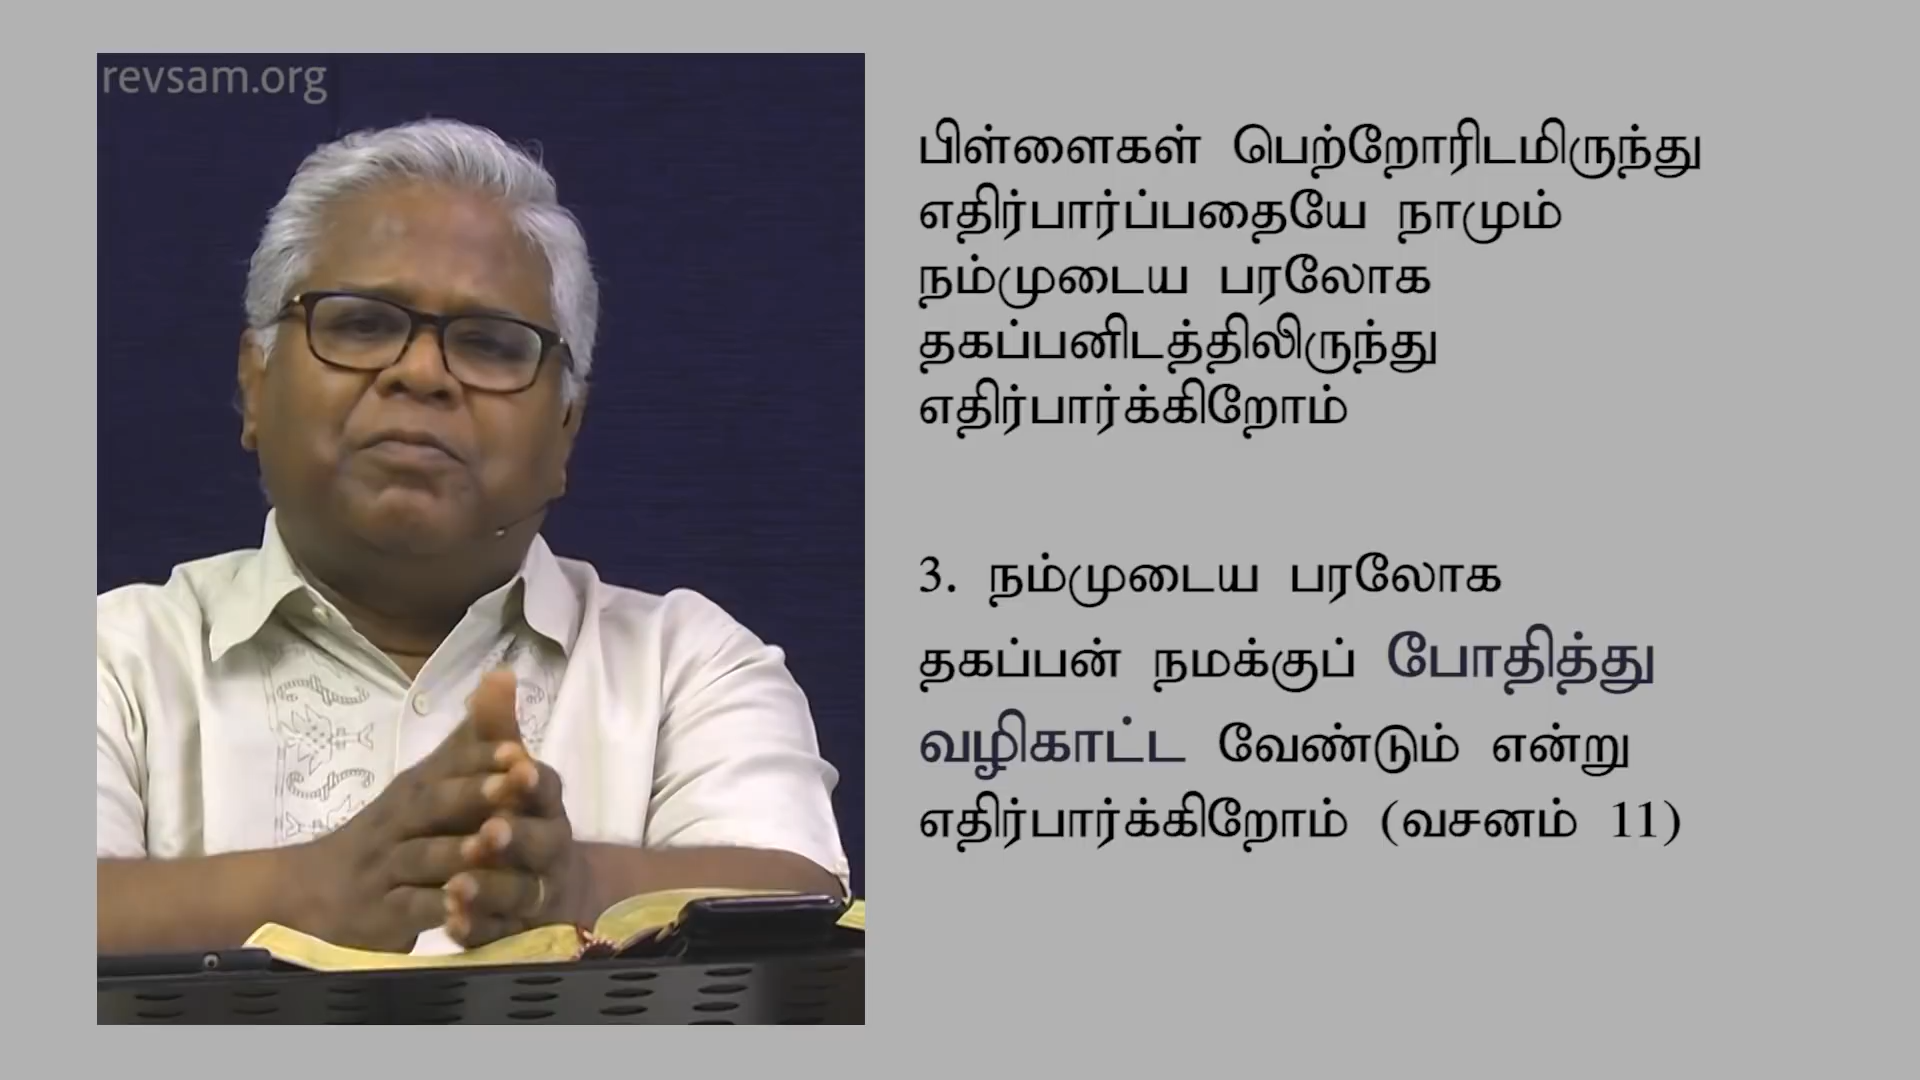 revsam.org
பிள்ளைகள் பெற்றோரிடமிருந்து
எதிர்பார்ப்பதையே நாமும்
நம்முடைய பரலோக
தகப்பனிடத்திலிருந்து
எதிர்பார்க்கிறோம்
3. நம்முடைய பரலோக
தகப்பன் நமக்குப் போதித்து
வழிகாட்ட வேண்டும் என்று
எதிர்பார்க்கிறோம் (வசனம் 11)